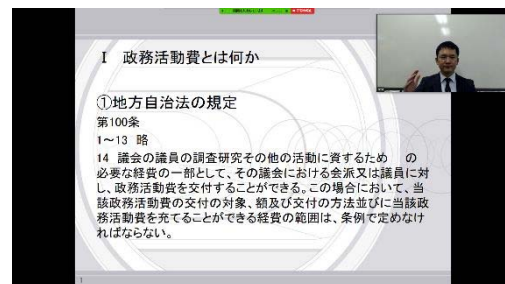 Ⅰ 政務活動費とは何か
①地方自治法の規定
第100条
1～13 略
14 議会の議員の調査研究その他の活動に資するため の
必要な経費の一部として、その議会における会派又は議員に対
し、政務活動費を交付することができる。この場合において、当
該政務活動費の交付の対象、額及び交付の方法並びに当該政
務活動費を充てることができる経費の範囲は、条例で定めなけ
ればならない。
1